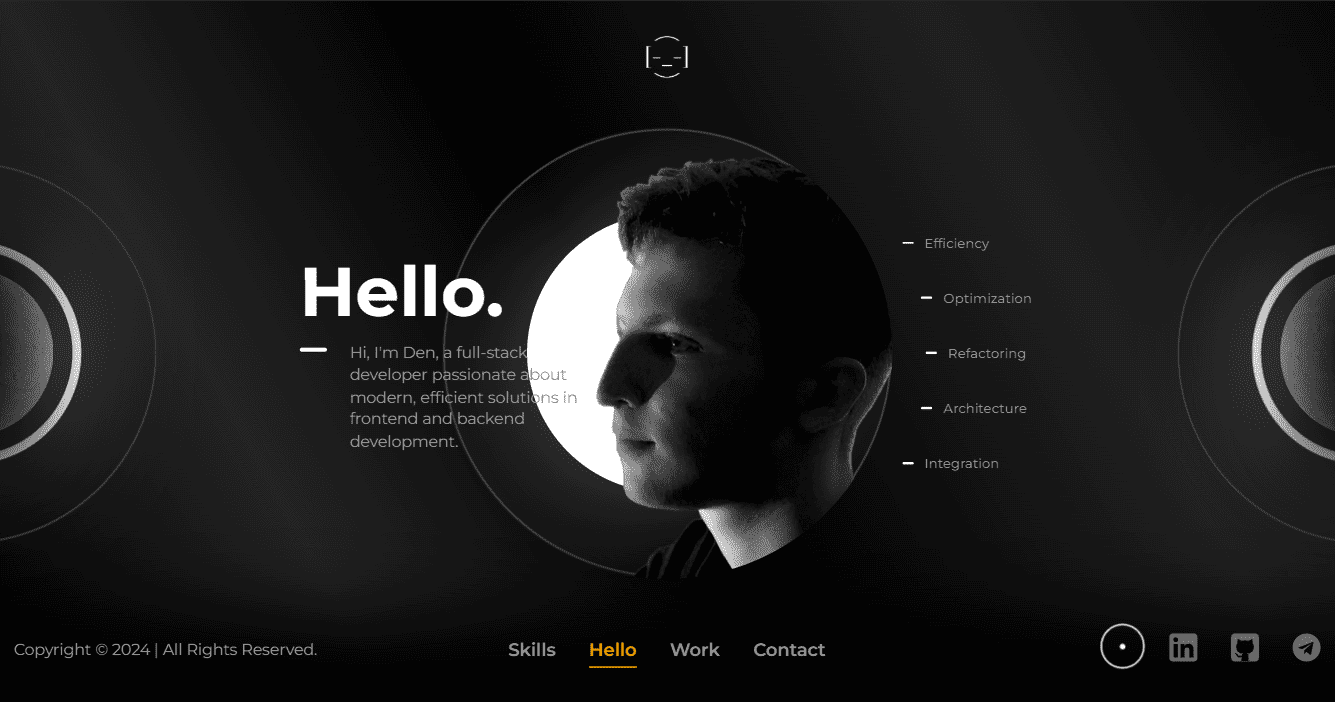 Hello.
Hi, I'm Den, a full-stack
developer passionate about
modern, efficient solutions in
frontend and backend
development.
Efficiency
Optimization
Refactoring
Architecture
Integration
Copyright © 2024 | All Rights Reserved.
Skills
Hello
Work
Contact
in